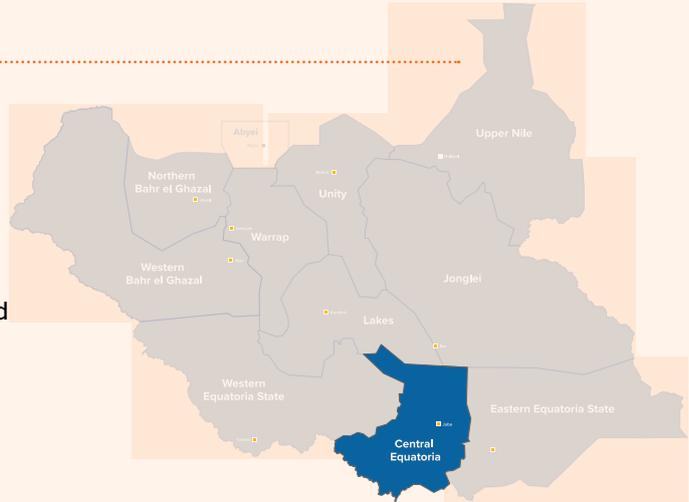 Upper Nile
Abyei
Northern
Bahr el Ghazal
Unity
Warrap
Western
Bahr el Ghazal
Jonglei
d
Lakes
Western
Equatoria State
Eastern Equatoria State
Juba
Central
Equatoria